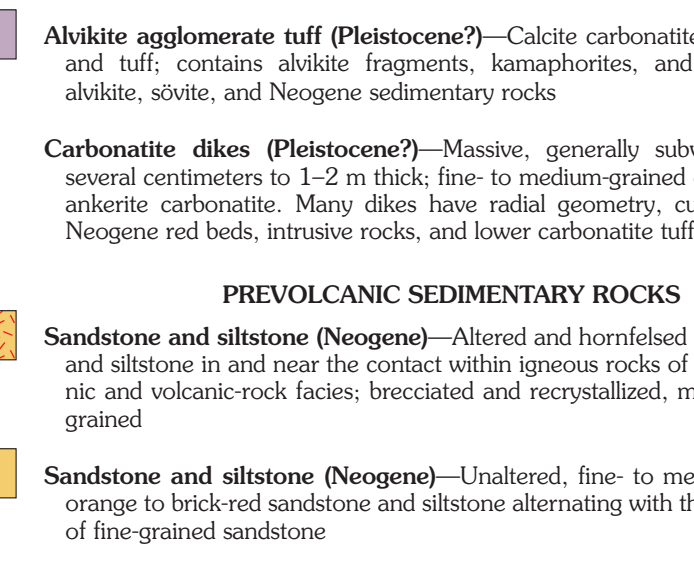 Alvikite agglomerate tuff (Pleistocene?)—Calcite carbonatite
and tuff; contains alvikite fragments, kamaphorites, and
alvikite, sövite, and Neogene sedimentary rocks
Carbonatite dikes (Pleistocene?)—Massive, generally
several centimeters to 1–2 m thick; fine- to medium-grained
ankerite carbonatite. Many dikes have radial geometry,
Neogene red beds, intrusive rocks, and lower carbonatite tuff
PREVOLCANIC SEDIMENTARY ROCKS
Sandstone and siltstone (Neogene)—Altered and hornfelsed
and siltstone in and near the contact within igneous rocks of
nic and volcanic-rock facies; brecciated and recrystallized,
grained
Sandstone and siltstone (Neogene)—Unaltered, fine- to
orange to brick-red sandstone and siltstone alternating with
of fine-grained sandstone